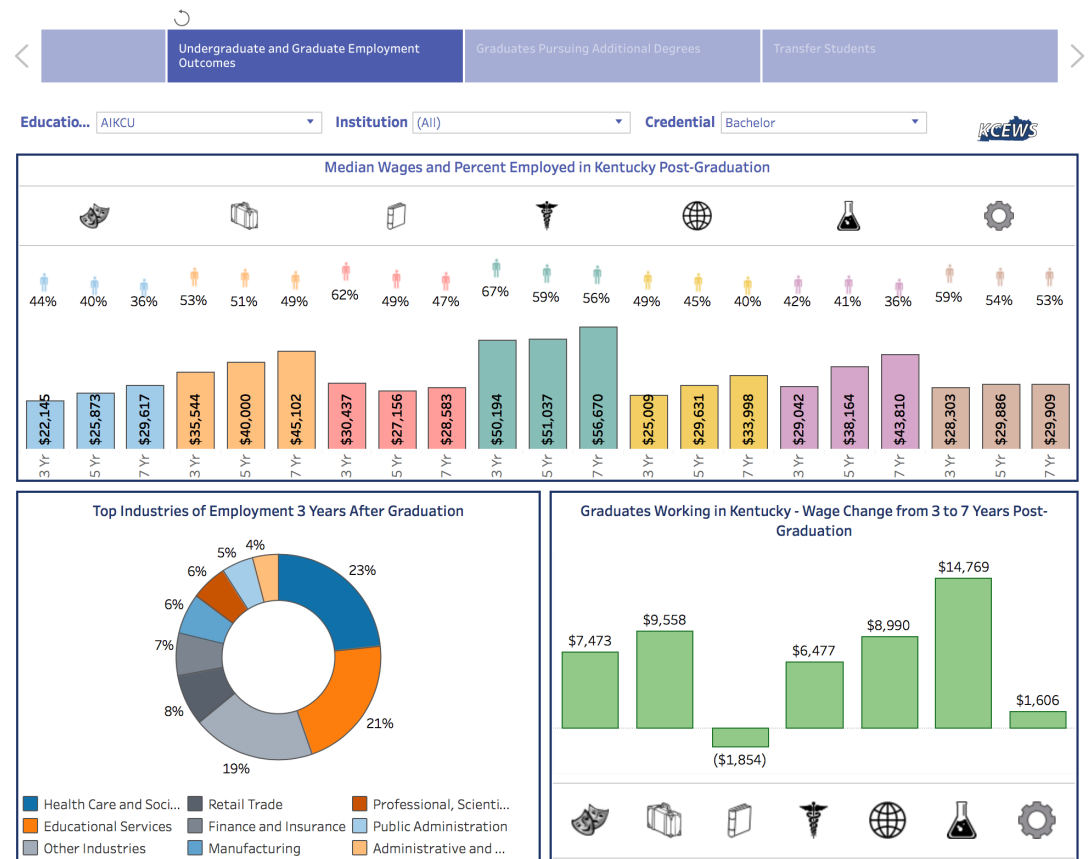 Undergraduate and Graduate Employment
Outcomes
Graduates Pursuing Additional Degrees
Transfer Students
Educatio... AIKCU Institution (All) Credential Bachelor
KCEWS
Median Wages and Percent Employed in Kentucky Post-Graduation
44% 40% 36% 53% 51% 49% 62% 49% 47% 67% 59% 56% 49% 45% 40% 42% 41% 36% 59% 54% 53%
$22,145 $25,873 $29,617 $35,544 $40,000 $45,102 $30,437 $27,156 $28,583 $50,194 $51,037 $56,670 $25,009 $29,631 $33,998 $29,042 $38,164 $43,810 $28,303 $29,886 $29,909
3 Yr 5 Yr 7 Yr 3 Yr 5 Yr 7 Yr 3 Yr 5 Yr 7 Yr 3 Yr 5 Yr 7 Yr 3 Yr 5 Yr 7 Yr 3 Yr 5 Yr 7 Yr 3 Yr 5 Yr 7 Yr
Top Industries of Employment 3 Years After Graduation
4%
5%
6%
23%
6%
7%
8%
21%
19%
Health Care and Soci... Retail Trade Professional, Scienti...
Educational Services Finance and Insurance Public Administration
Other Industries Manufacturing Administrative and ...
Graduates Working in Kentucky - Wage Change from 3 to 7 Years Post-
Graduation
$14,769
$9,558
$8,990
$7,473
$6,477
$1,606
($1,854)